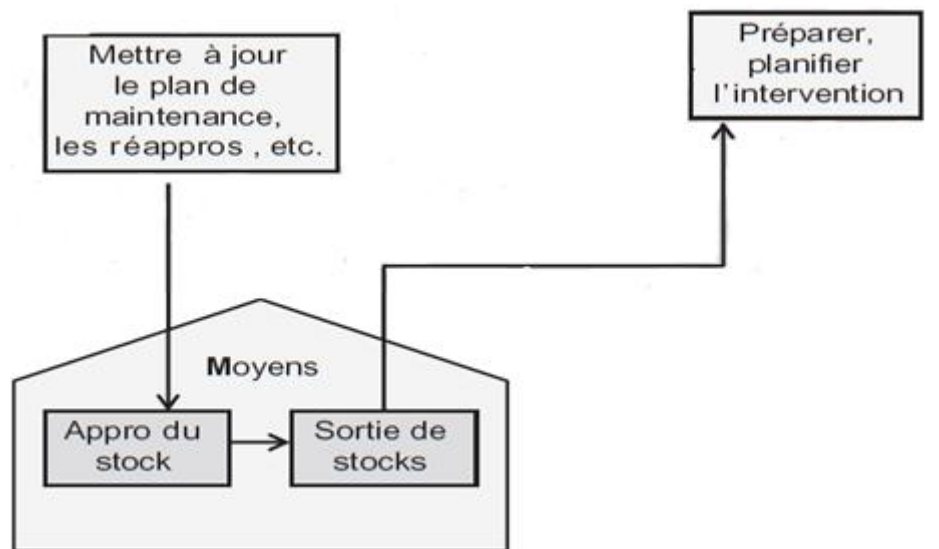 Mettre à jour
le plan de
maintenance,
les réappros , etc.
Préparer,
planifier
l'intervention
Moyens
Appro du
stock
Sortie de
stocks